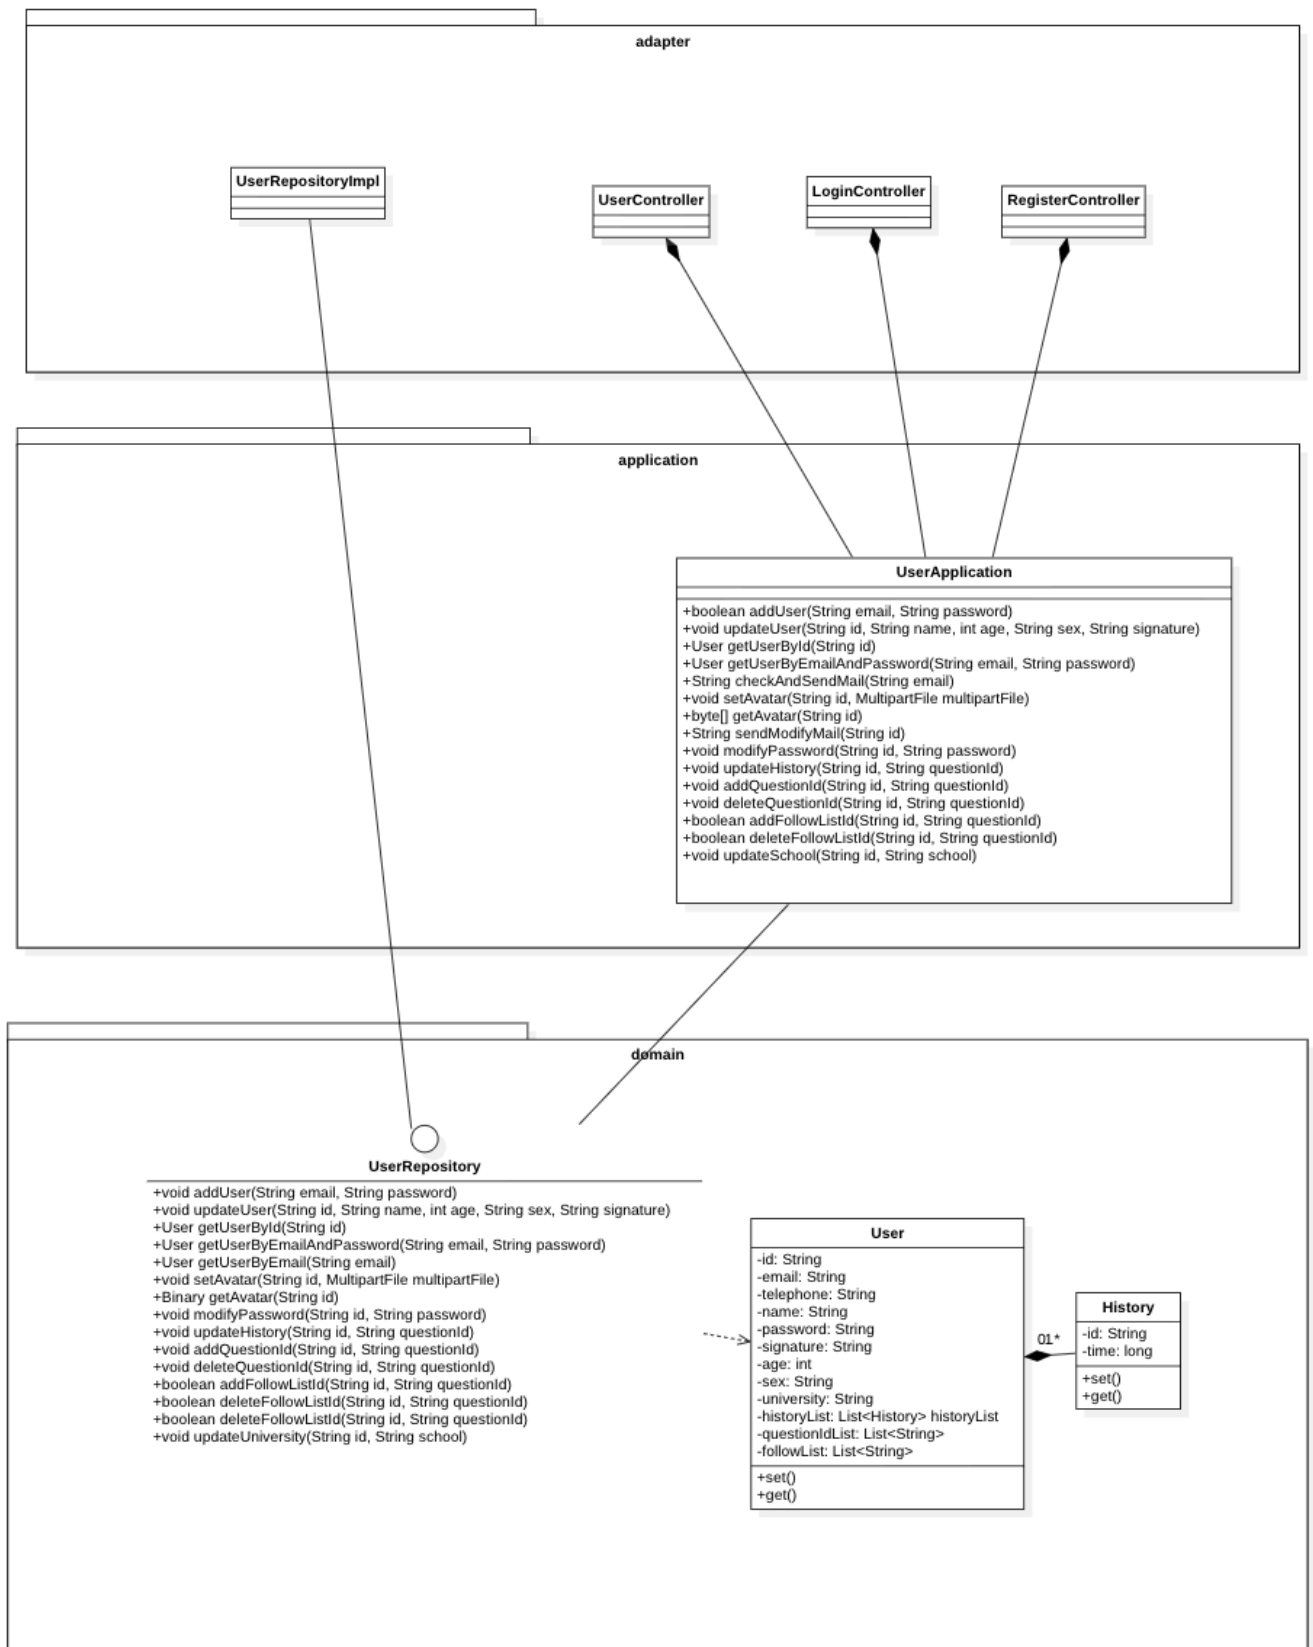 adapter
UserRepositoryImpl
UserController
LoginController
RegisterController
application
UserApplication
+boolean addUser(String email, String password)
+void updateUser(String id, String name, int age, String sex, String signature)
+User getUserById(String id)
+User getUserByEmailAndPassword(String email, String password)
+String checkAndSendMail(String email)
+void setAvatar(String id, MultipartFile multipartFile)
+byte[] getAvatar(String id)
+String sendModifyMail(String id)
+void modifyPassword(String id, String password)
+void updateHistory(String id, String questionId)
+void addQuestionId(String id, String questionId)
+void deleteQuestionId(String id, String questionId)
+boolean addFollowListId(String id, String questionId)
+boolean deleteFollowListId(String id, String questionId)
+void updateSchool(String id, String school)
domain
UserRepository
+void addUser(String email, String password)
+void updateUser(String id, String name, int age, String sex, String signature)
+User getUserById(String id)
+User getUserByEmailAndPassword(String email, String password)
+User getUserByEmail(String email)
+void setAvatar(String id, MultipartFile multipartFile)
+Binary getAvatar(String id)
+void modifyPassword(String id, String password)
+void updateHistory(String id, String questionId)
+void addQuestionId(String id, String questionId)
+void deleteQuestionId(String id, String questionId)
+boolean addFollowListId(String id, String questionId)
+boolean deleteFollowListId(String id, String questionId)
+boolean deleteFollowListId(String id, String questionId)
+void updateUniversity(String id, String school)
User
-id: String
-email: String
-telephone: String
-name: String
-password: String
-signature: String
-age: int
-sex: String
-university: String
-historyList: List<History> historyList
-questionIdList: List<String>
-followList: List<String>
+set()
+get()
01*
History
-id: String
-time: long
+set()
+get()